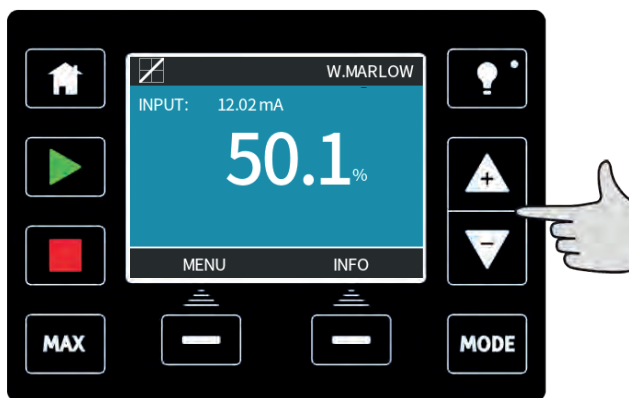 W.MARLOW
INPUT: 12.02 mA
50.1%
MENU INFO
MAX
MODE